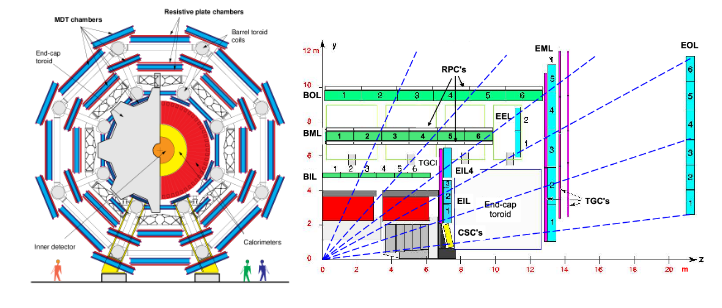 MDT chambers
Resistive plate chambers
Barrel toroid
coils
End-cap
toroid
Inner detector
Calorimeters
12 m
y
10
8
6
4
2
0
BOL
1 2 3 4 5 6
BML
1 2 3 4 5 6
BIL
1 2 3 4 5 6
RPC's
TGCI
EEL
2
1
EIL4
EIL
CSC's
End-cap
toroid
EML
5
4
3
2
1
TGC's
EOL
6
5
4
3
2
1
0 2 4 6 8 10 12 14 16 18 20 m
z